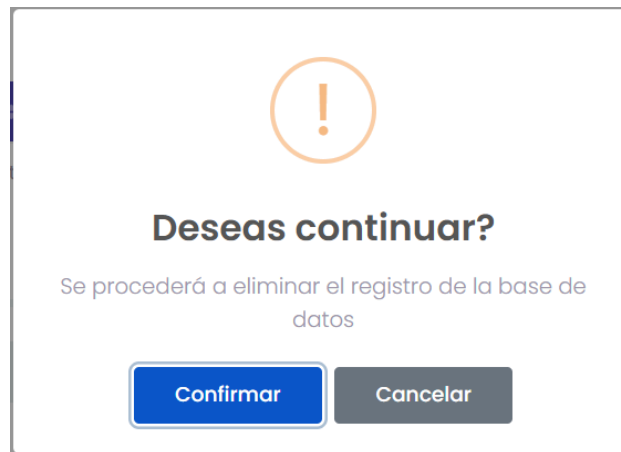 !
Deseas continuar?
Se procederá a eliminar el registro de la base de
datos
Confirmar
Cancelar